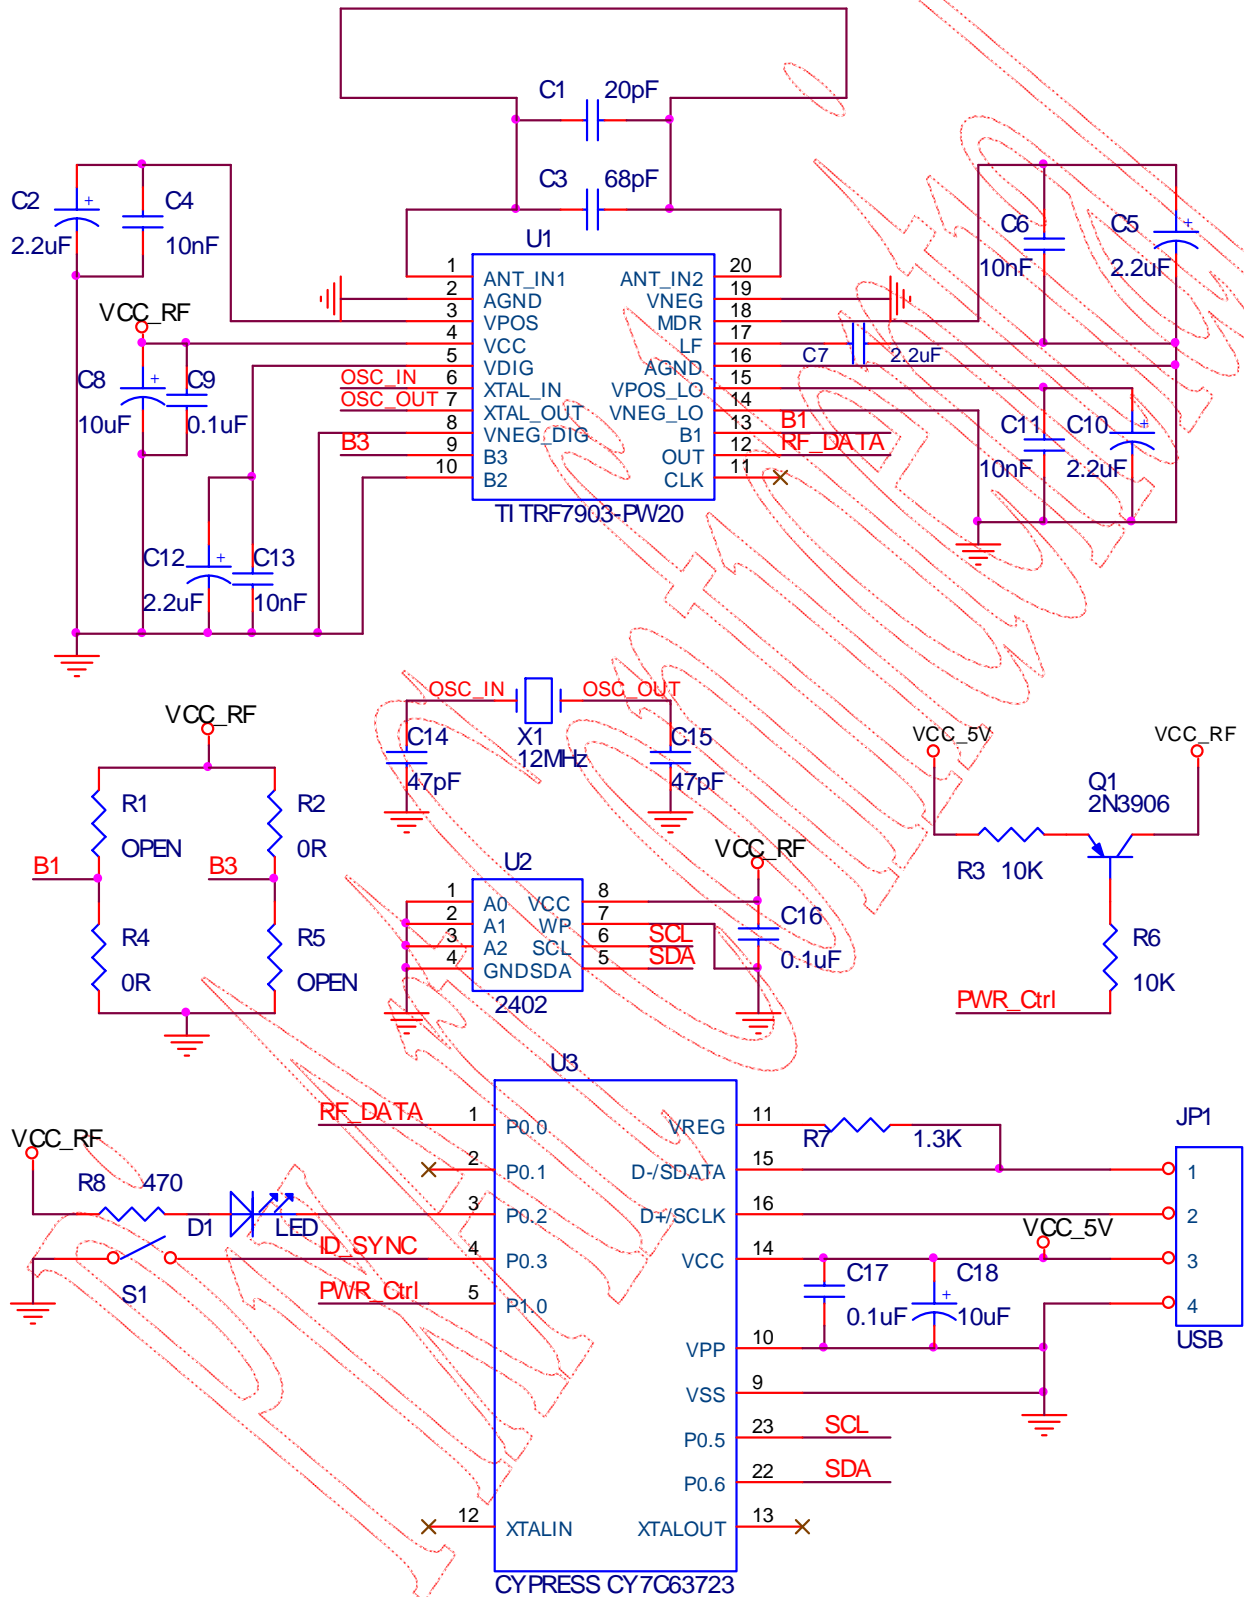 C1 20pF
C3 68pF
C2
2.2uF
C4
10nF
C6
10nF
C5
2.2uF
U1
1 ANT_IN1 ANT_IN2 20
2 AGND VNEG 19
3 VPOS MDR 18
4 VCC LF 17
5 VDIG AGND 16
6 XTAL_IN VPOS_LO 15
7 XTAL_OUT VNEG_LO 14
8 VNEG_DIG B1 13
9 B3 OUT 12
10 B2 CLK 11
TI TRF7903-PW20
VCC_RF
C8
10uF
C9
0.1uF
OSC_IN
OSC_OUT
B3
C7 2.2uF
B1
RF_DATA
C11
10nF
C10
2.2uF
C12
2.2uF
C13
10nF
OSC_IN OSC_OUT
X1
12MHz
C14
47pF
C15
47pF
VCC_RF
R1
OPEN
R2
0R
B1 B3
R4
0R
R5
OPEN
VCC_5V VCC_RF
Q1
2N3906
R3 10K
R6
10K
PWR_Ctrl
U2
VCC_RF
1 A0 VCC 8
2 A1 WP 7
3 A2 SCL 6
4 GND SDA 5
2402
SCL
SDA
C16
0.1uF
U3
RF_DATA 1 P0.0 VREG 11
2 P0.1 D-/SDATA 15
3 P0.2 D+/SCLK 16
4 P0.3 VCC 14
5 P1.0
VPP 10
VSS 9
P0.5 23 SCL
P0.6 22 SDA
12 XTALIN XTALOUT 13
CYPRESS CY7C63723
VCC_RF
R8 470
D1 LED
ID_SYNC
S1
PWR_Ctrl
R7 1.3K
VCC_5V
C17
0.1uF
C18
10uF
JP1
1
2
3
4
USB